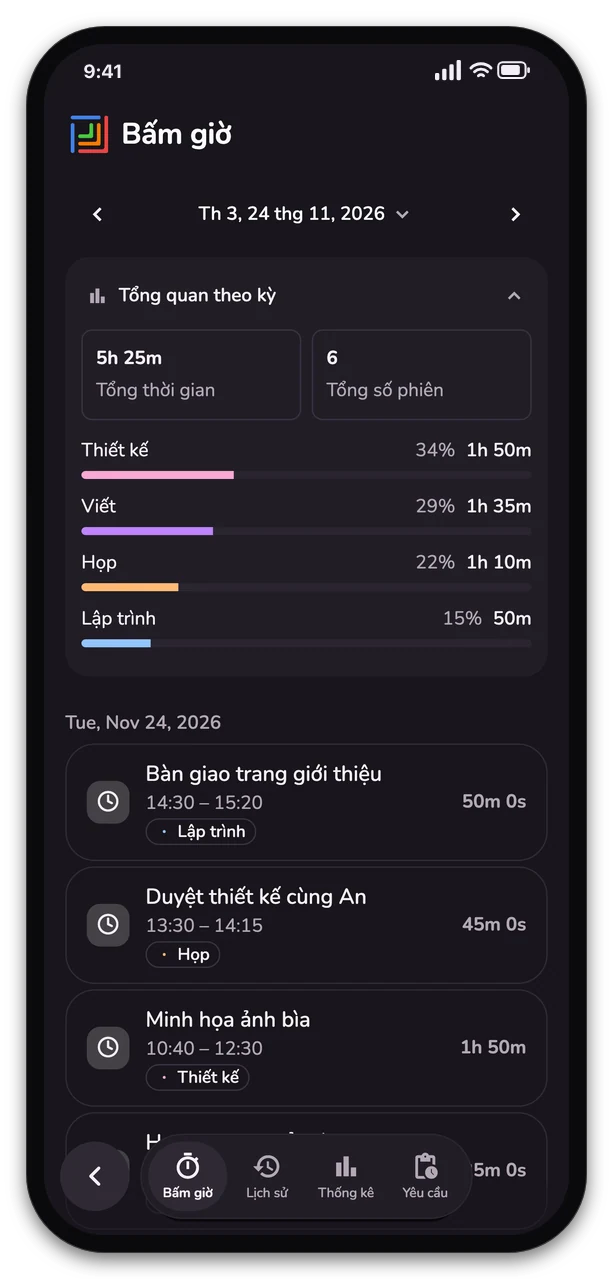 9:41
Bấm giờ
Th 3, 24 thg 11, 2026
Tổng quan theo kỳ
5h 25m
Tổng thời gian
6
Tổng số phiên
Thiết kế 34% 1h 50m
Viết 29% 1h 35m
Họp 22% 1h 10m
Lập trình 15% 50m
Tue, Nov 24, 2026
Bàn giao trang giới thiệu
14:30 – 15:20
50m 0s
Lập trình
Duyệt thiết kế cùng An
13:30 – 14:15
45m 0s
Họp
Minh họa ảnh bìa
10:40 – 12:30
1h 50m
Thiết kế
5m 0s
Bấm giờ
Lịch sử
Thống kê
Yêu cầu